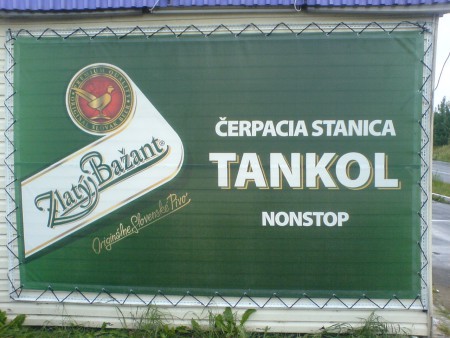 Zlatý Bažant®
Originálne Slovenské Pivo
ČERPACIA STANICA
TANKOL
NONSTOP